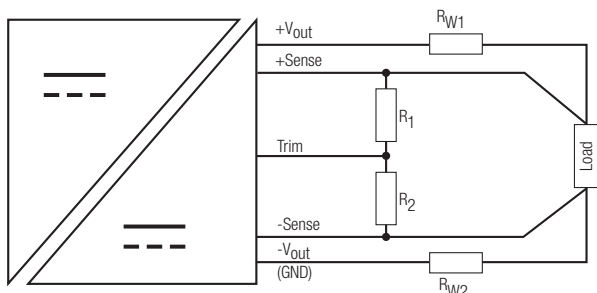 +Vout
RW1
+Sense
R1
Trim
Load
R2
-Sense
-Vout
(GND)
RW2